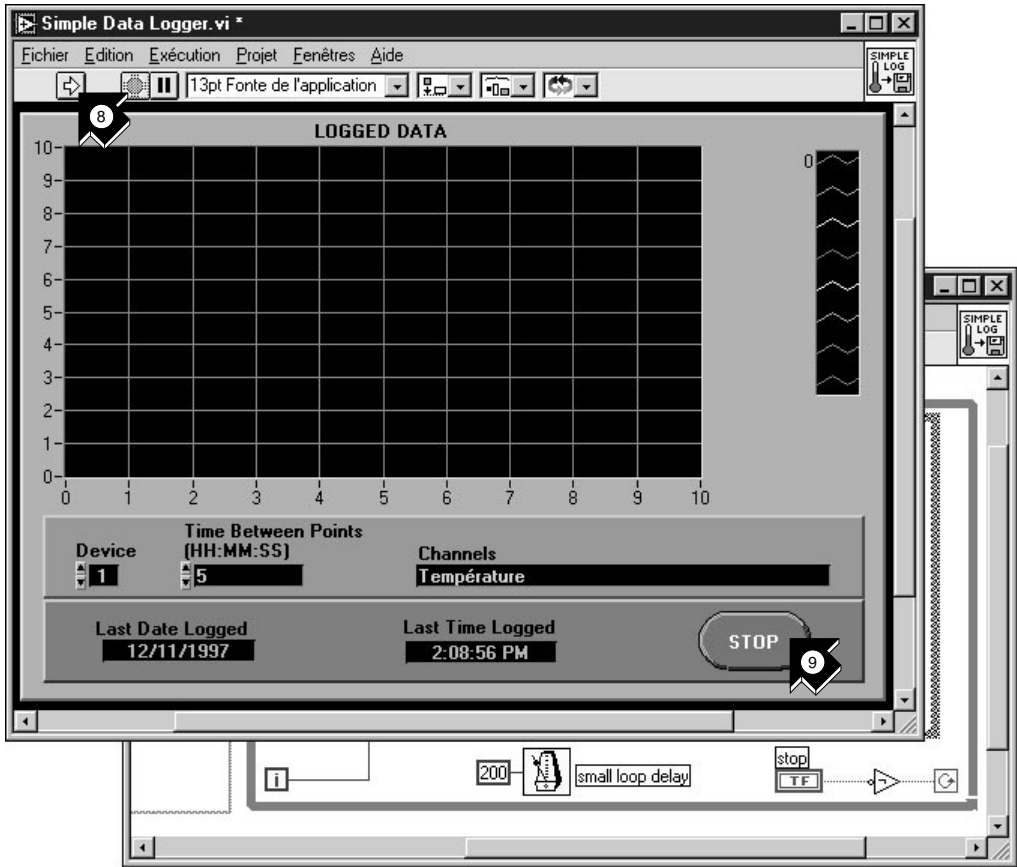 Simple Data Logger.vi *
Fichier Edition Exécution Projet Fenêtres Aide
SIMPLE
LOG
13pt Fonte de l'application
8
LOGGED DATA
10
9
8
7
6
5
4
3
2
1
0
0 1 2 3 4 5 6 7 8 9 10
0
Device
1
Time Between Points
(HH:MM:SS)
5
Channels
Température
Last Date Logged
12/11/1997
Last Time Logged
2:08:56 PM
STOP
9
SIMPLE
LOG
i
200
small loop delay
stop
TF